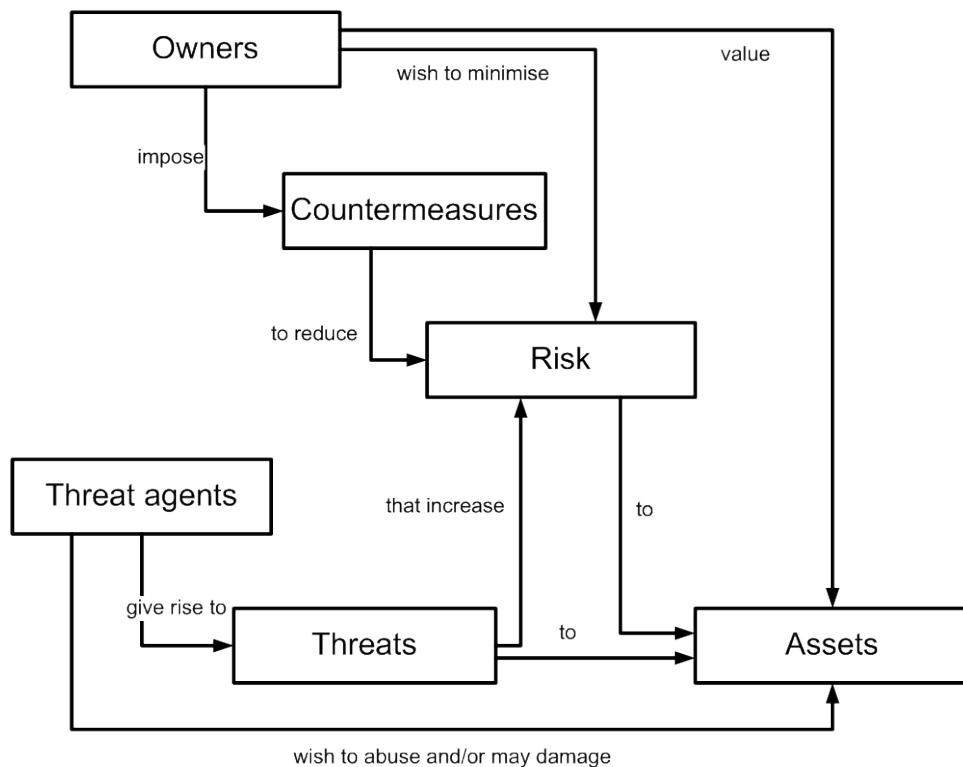 Owners
value
wish to minimise
impose
Countermeasures
to reduce
Risk
Threat agents
that increase
to
give rise to
Threats
to
Assets
wish to abuse and/or may damage